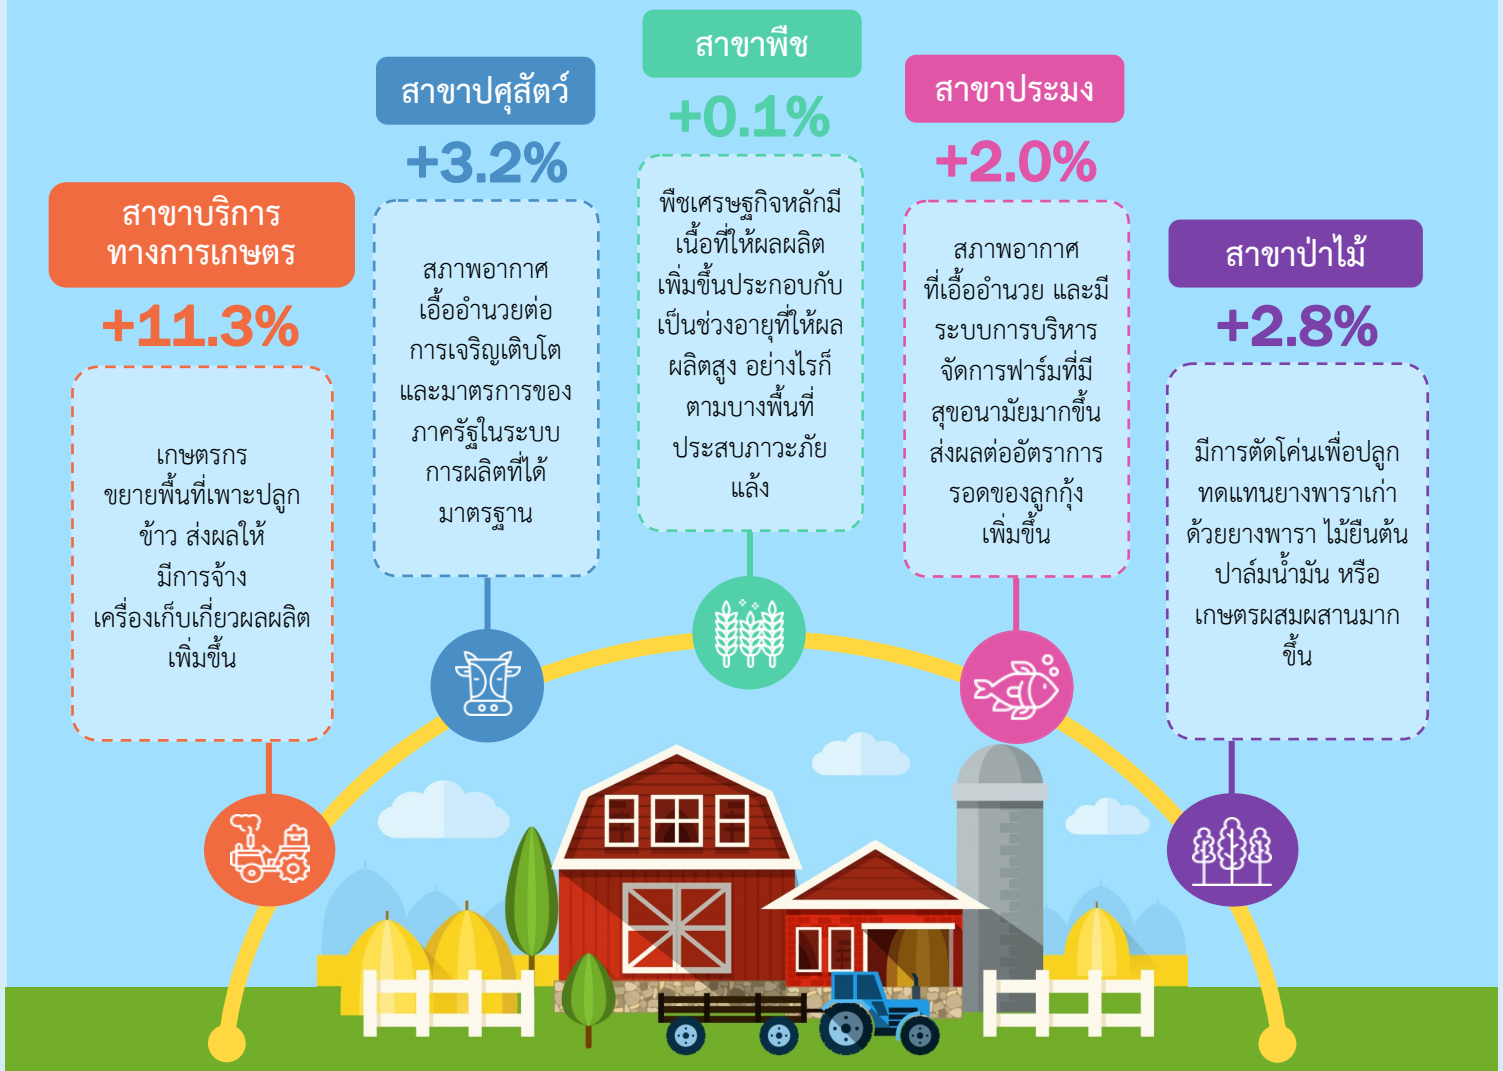 สาขาบริการ
ทางการเกษตร
+11.3%
เกษตรกร
ขยายพื้นที่เพาะปลูก
ข้าว ส่งผลให้
มีการจ้าง
เครื่องเก็บเกี่ยวผลผลิต
เพิ่มขึ้น
สาขาปศุสัตว์
+3.2%
สภาพอากาศ
เอื้ออำนวยต่อ
การเจริญเติบโต
และมาตรการของ
ภาครัฐในระบบ
การผลิตที่ได้
มาตรฐาน
สาขาพืช
+0.1%
พืชเศรษฐกิจหลักมี
เนื้อที่ให้ผลผลิต
เพิ่มขึ้นประกอบกับ
เป็นช่วงอายุที่ให้ผล
ผลิตสูง อย่างไรก็
ตามบางพื้นที่
ประสบภาวะภัย
แล้ง
สาขาประมง
+2.0%
สภาพอากาศ
ที่เอื้ออำนวย และมี
ระบบการบริหาร
จัดการฟาร์มที่มี
สุขอนามัยมากขึ้น
ส่งผลต่ออัตราการ
รอดของลูกกุ้ง
เพิ่มขึ้น
สาขาป่าไม้
+2.8%
มีการตัดโค่นเพื่อปลูก
ทดแทนยางพาราเก่า
ด้วยยางพารา ไม้ยืนต้น
ปาล์มน้ำมัน หรือ
เกษตรผสมผสานมาก
ขึ้น